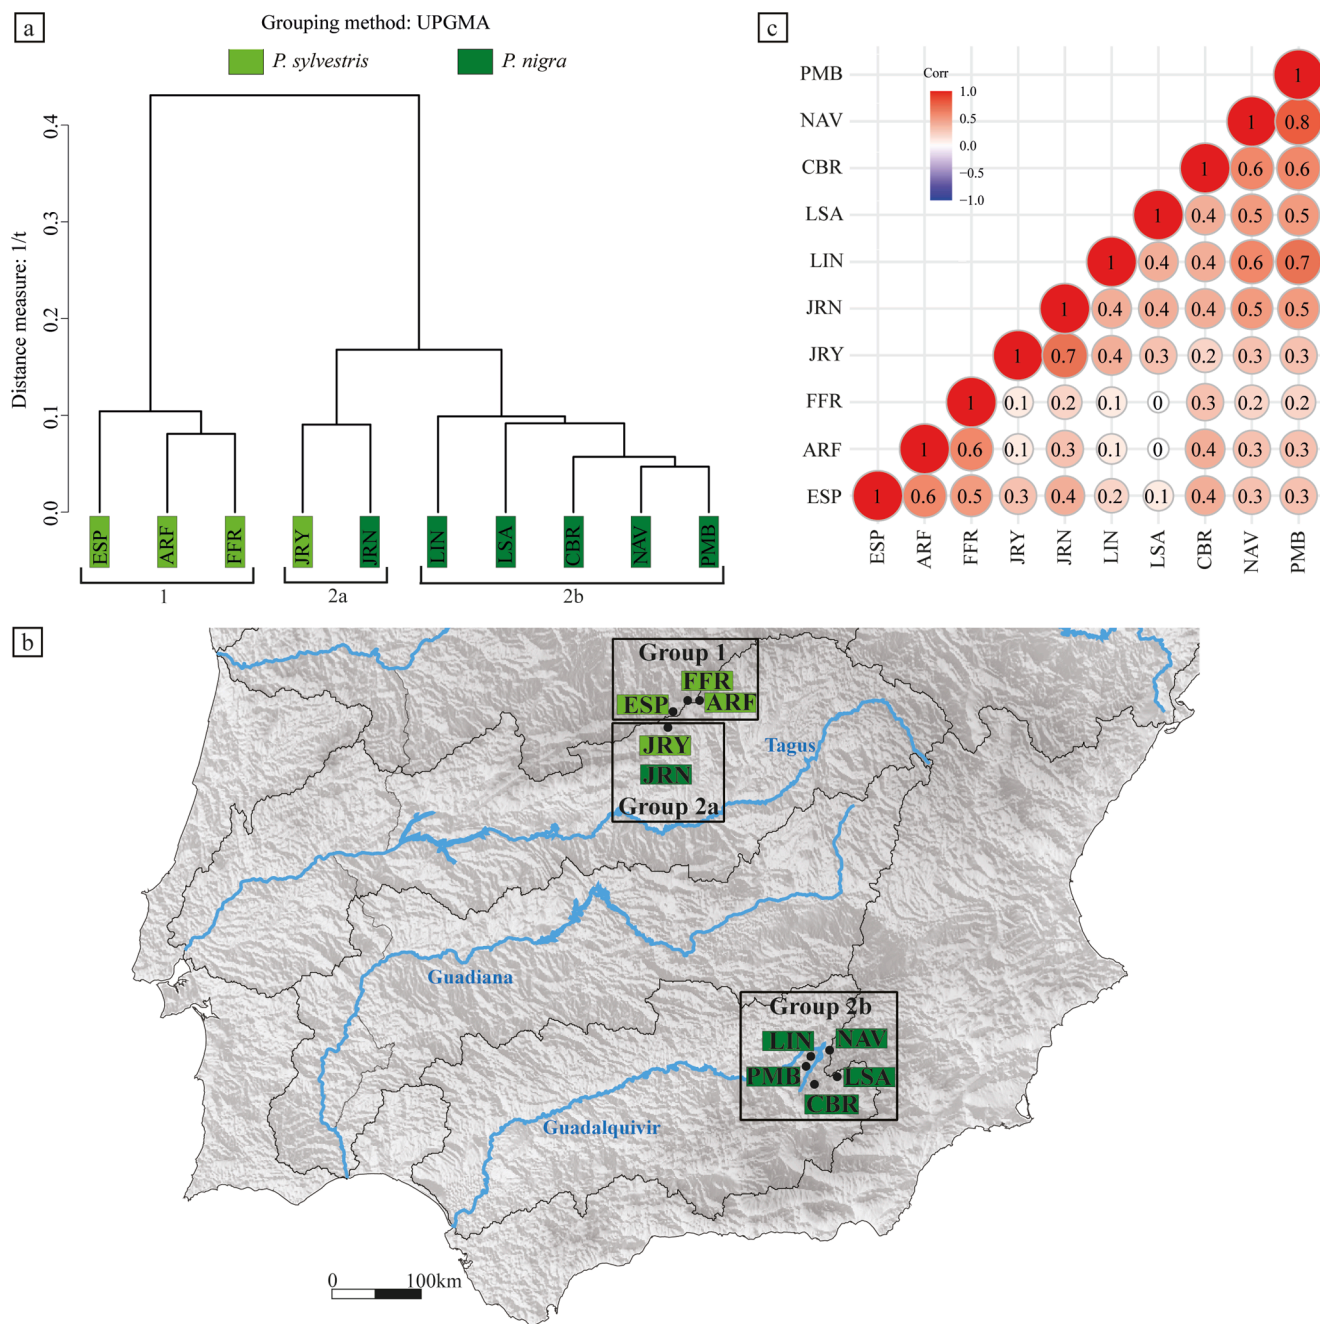 a
Grouping method: UPGMA
P. sylvestris
P. nigra
Distance measure: 1/t
0.4
0.3
0.2
0.1
0.0
ESP
ARF
FFR
JRY
JRN
LIN
LSA
CBR
NAV
PMB
1
2a
2b
c
Corr
1.0
0.5
0.0
−0.5
−1.0
PMB 1
NAV 1 0.8
CBR 1 0.6 0.6
LSA 1 0.4 0.5 0.5
LIN 1 0.4 0.4 0.6 0.7
JRN 1 0.4 0.4 0.4 0.5 0.5
JRY 1 0.7 0.4 0.3 0.2 0.3 0.3
FFR 1 0.1 0.2 0.1 0 0.3 0.2 0.2
ARF 1 0.6 0.1 0.3 0.1 0 0.4 0.3 0.3
ESP 1 0.6 0.5 0.3 0.4 0.2 0.1 0.4 0.3 0.3
ESP
ARF
FFR
JRY
JRN
LIN
LSA
CBR
NAV
PMB
b
Group 1
FFR
ESP
ARF
JRY
JRN
Group 2a
Tagus
Guadiana
Group 2b
LIN
NAV
PMB
LSA
CBR
Guadalquivir
0 100km